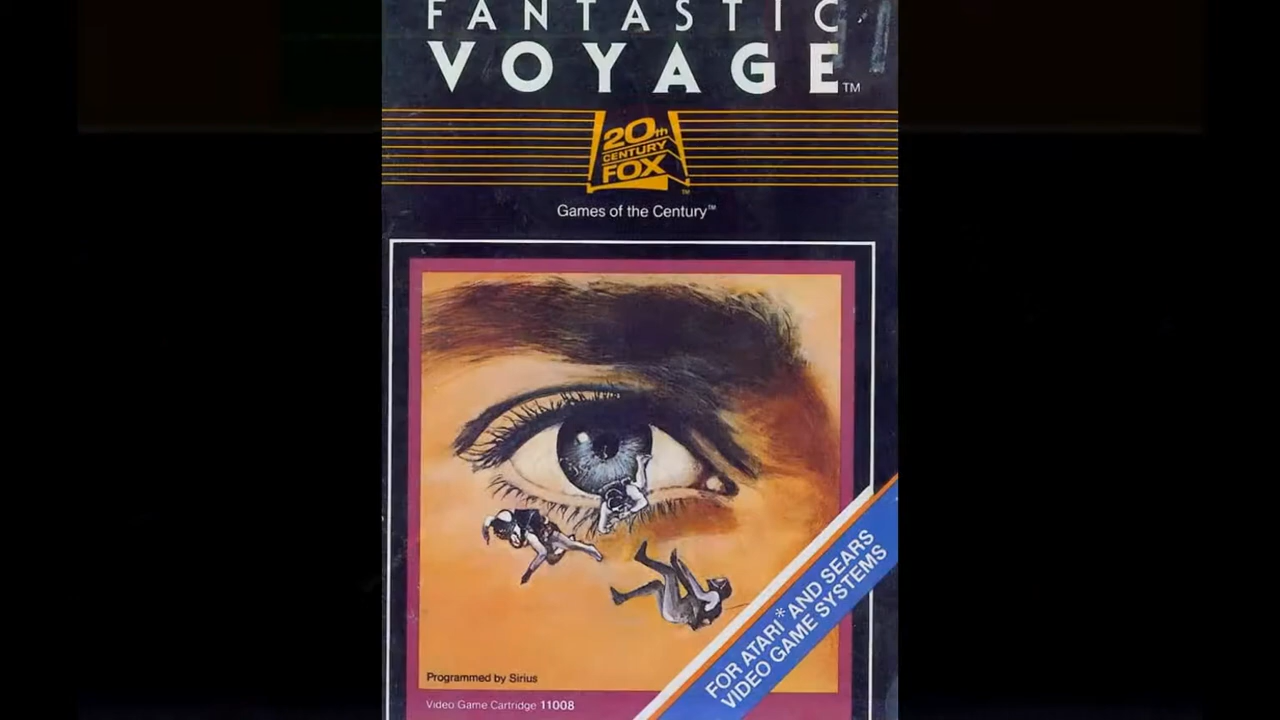 FANTASTIC
VOYAGE™
20th
CENTURY
FOX™
Games of the Century™
FOR ATARI* AND SEARS
VIDEO GAME SYSTEMS
Programmed by Sirius
Video Game Cartridge 11008